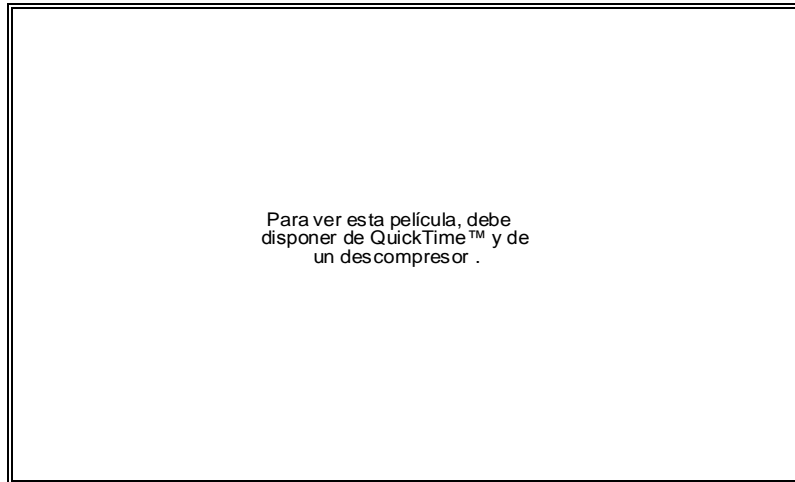 Para ver esta película, debe
disponer de QuickTime™ y de
un descompresor .